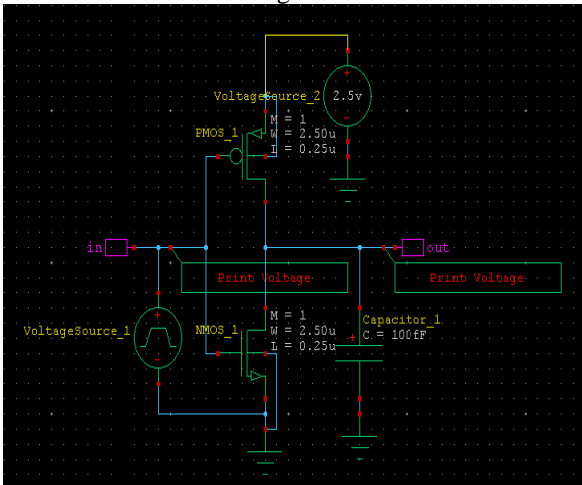 VoltageSource_2
2.5v
M = 1
PMOS_1
W = 2.50u
L = 0.25u
in
out
Print Voltage
Print Voltage
M = 1
Capacitor_1
VoltageSource_1
NMOS_1
W = 2.50u
C = 100fF
L = 0.25u